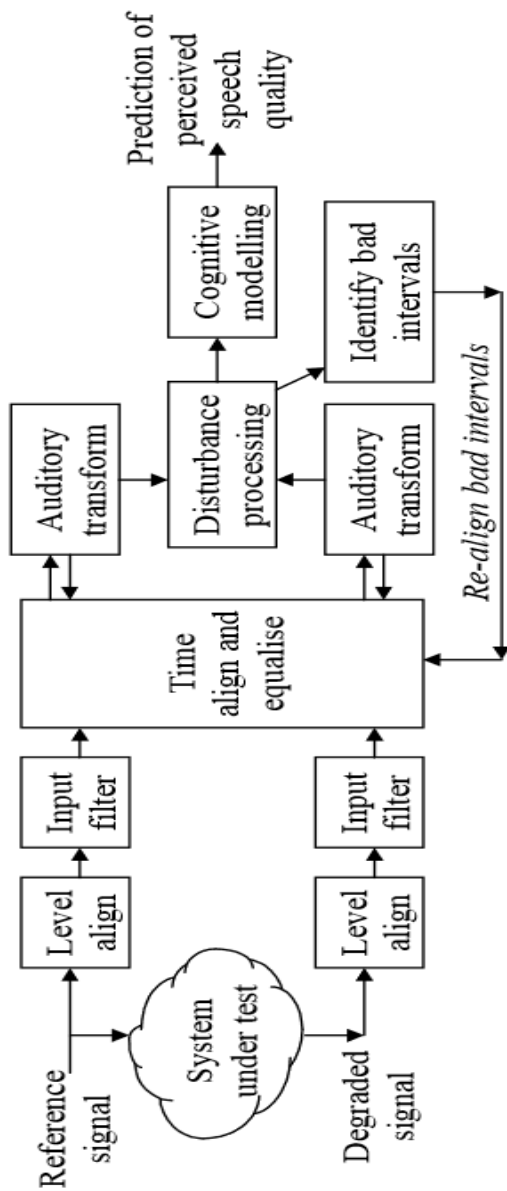 Reference
signal
Level
align
Input
filter
Time
align and
equalise
Auditory
transform
Disturbance
processing
Cognitive
modelling
Prediction of
perceived
speech
quality
System
under test
Degraded
signal
Level
align
Input
filter
Auditory
transform
Identify bad
intervals
Re-align bad intervals